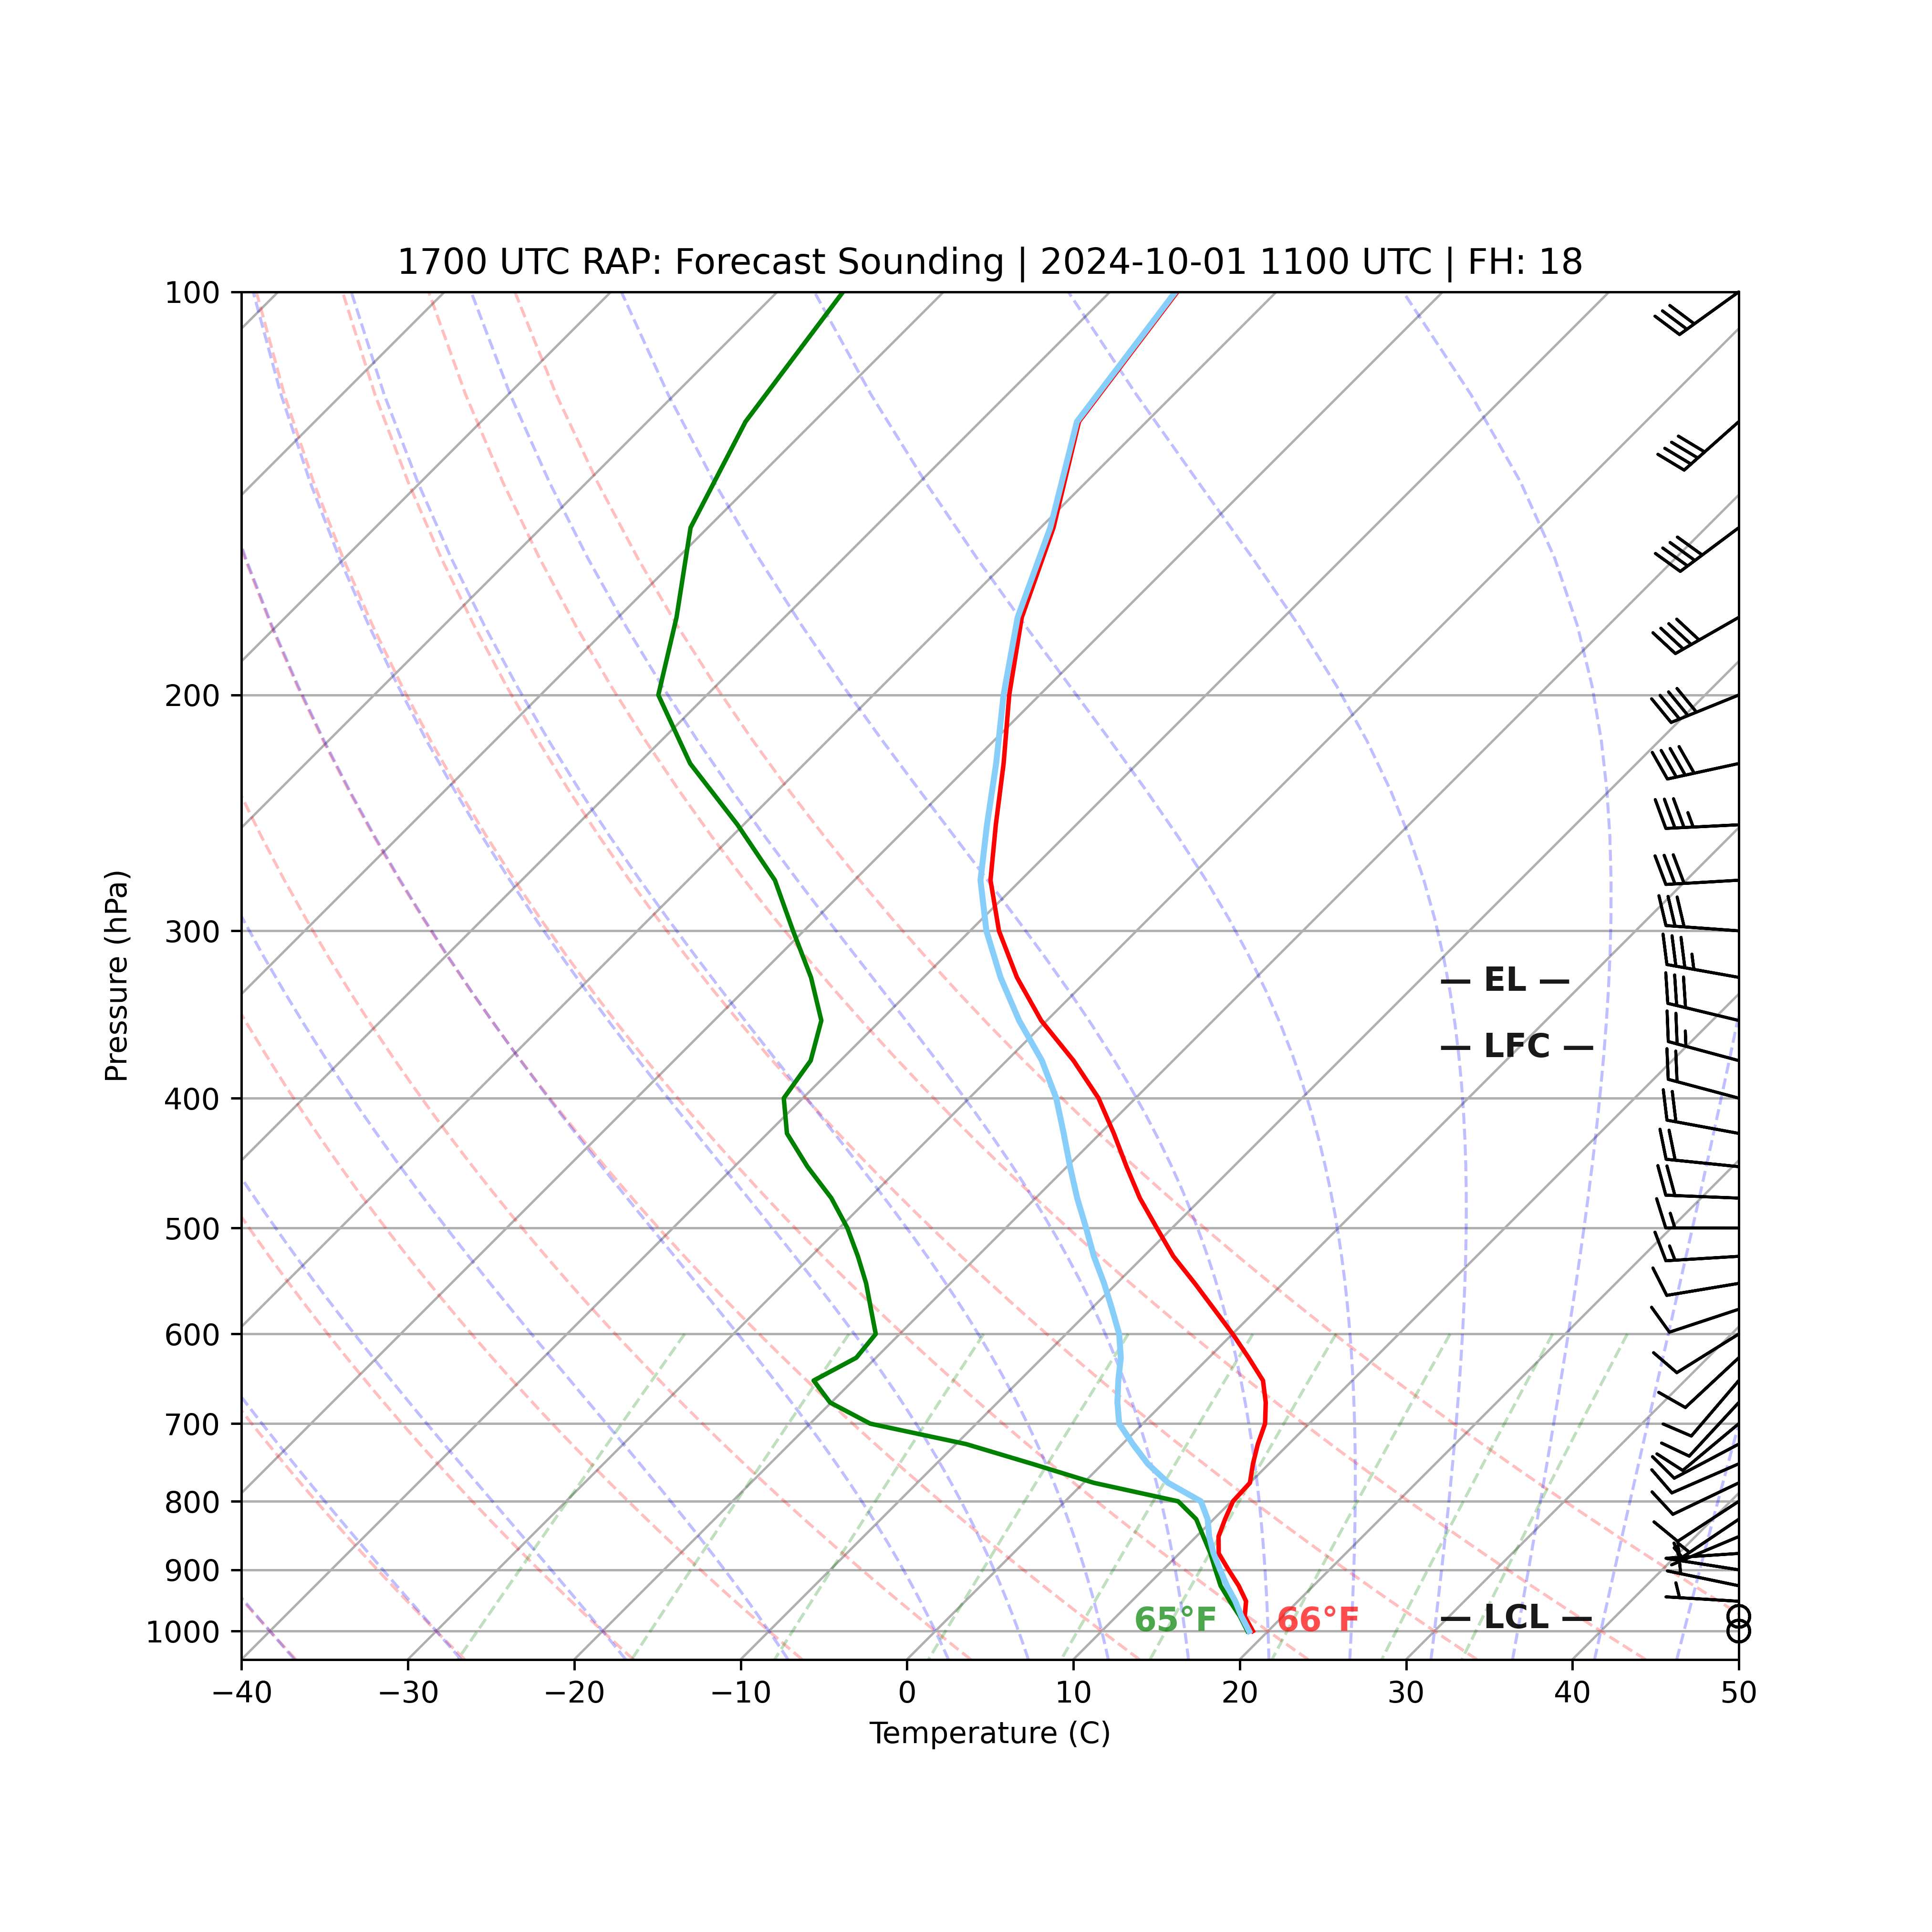 1700 UTC RAP: Forecast Sounding | 2024-10-01 1100 UTC | FH: 18
100
200
300
400
500
600
700
800
900
1000
Pressure (hPa)
— EL —
— LFC —
65°F 66°F — LCL —
−40 −30 −20 −10 0 10 20 30 40 50
Temperature (C)